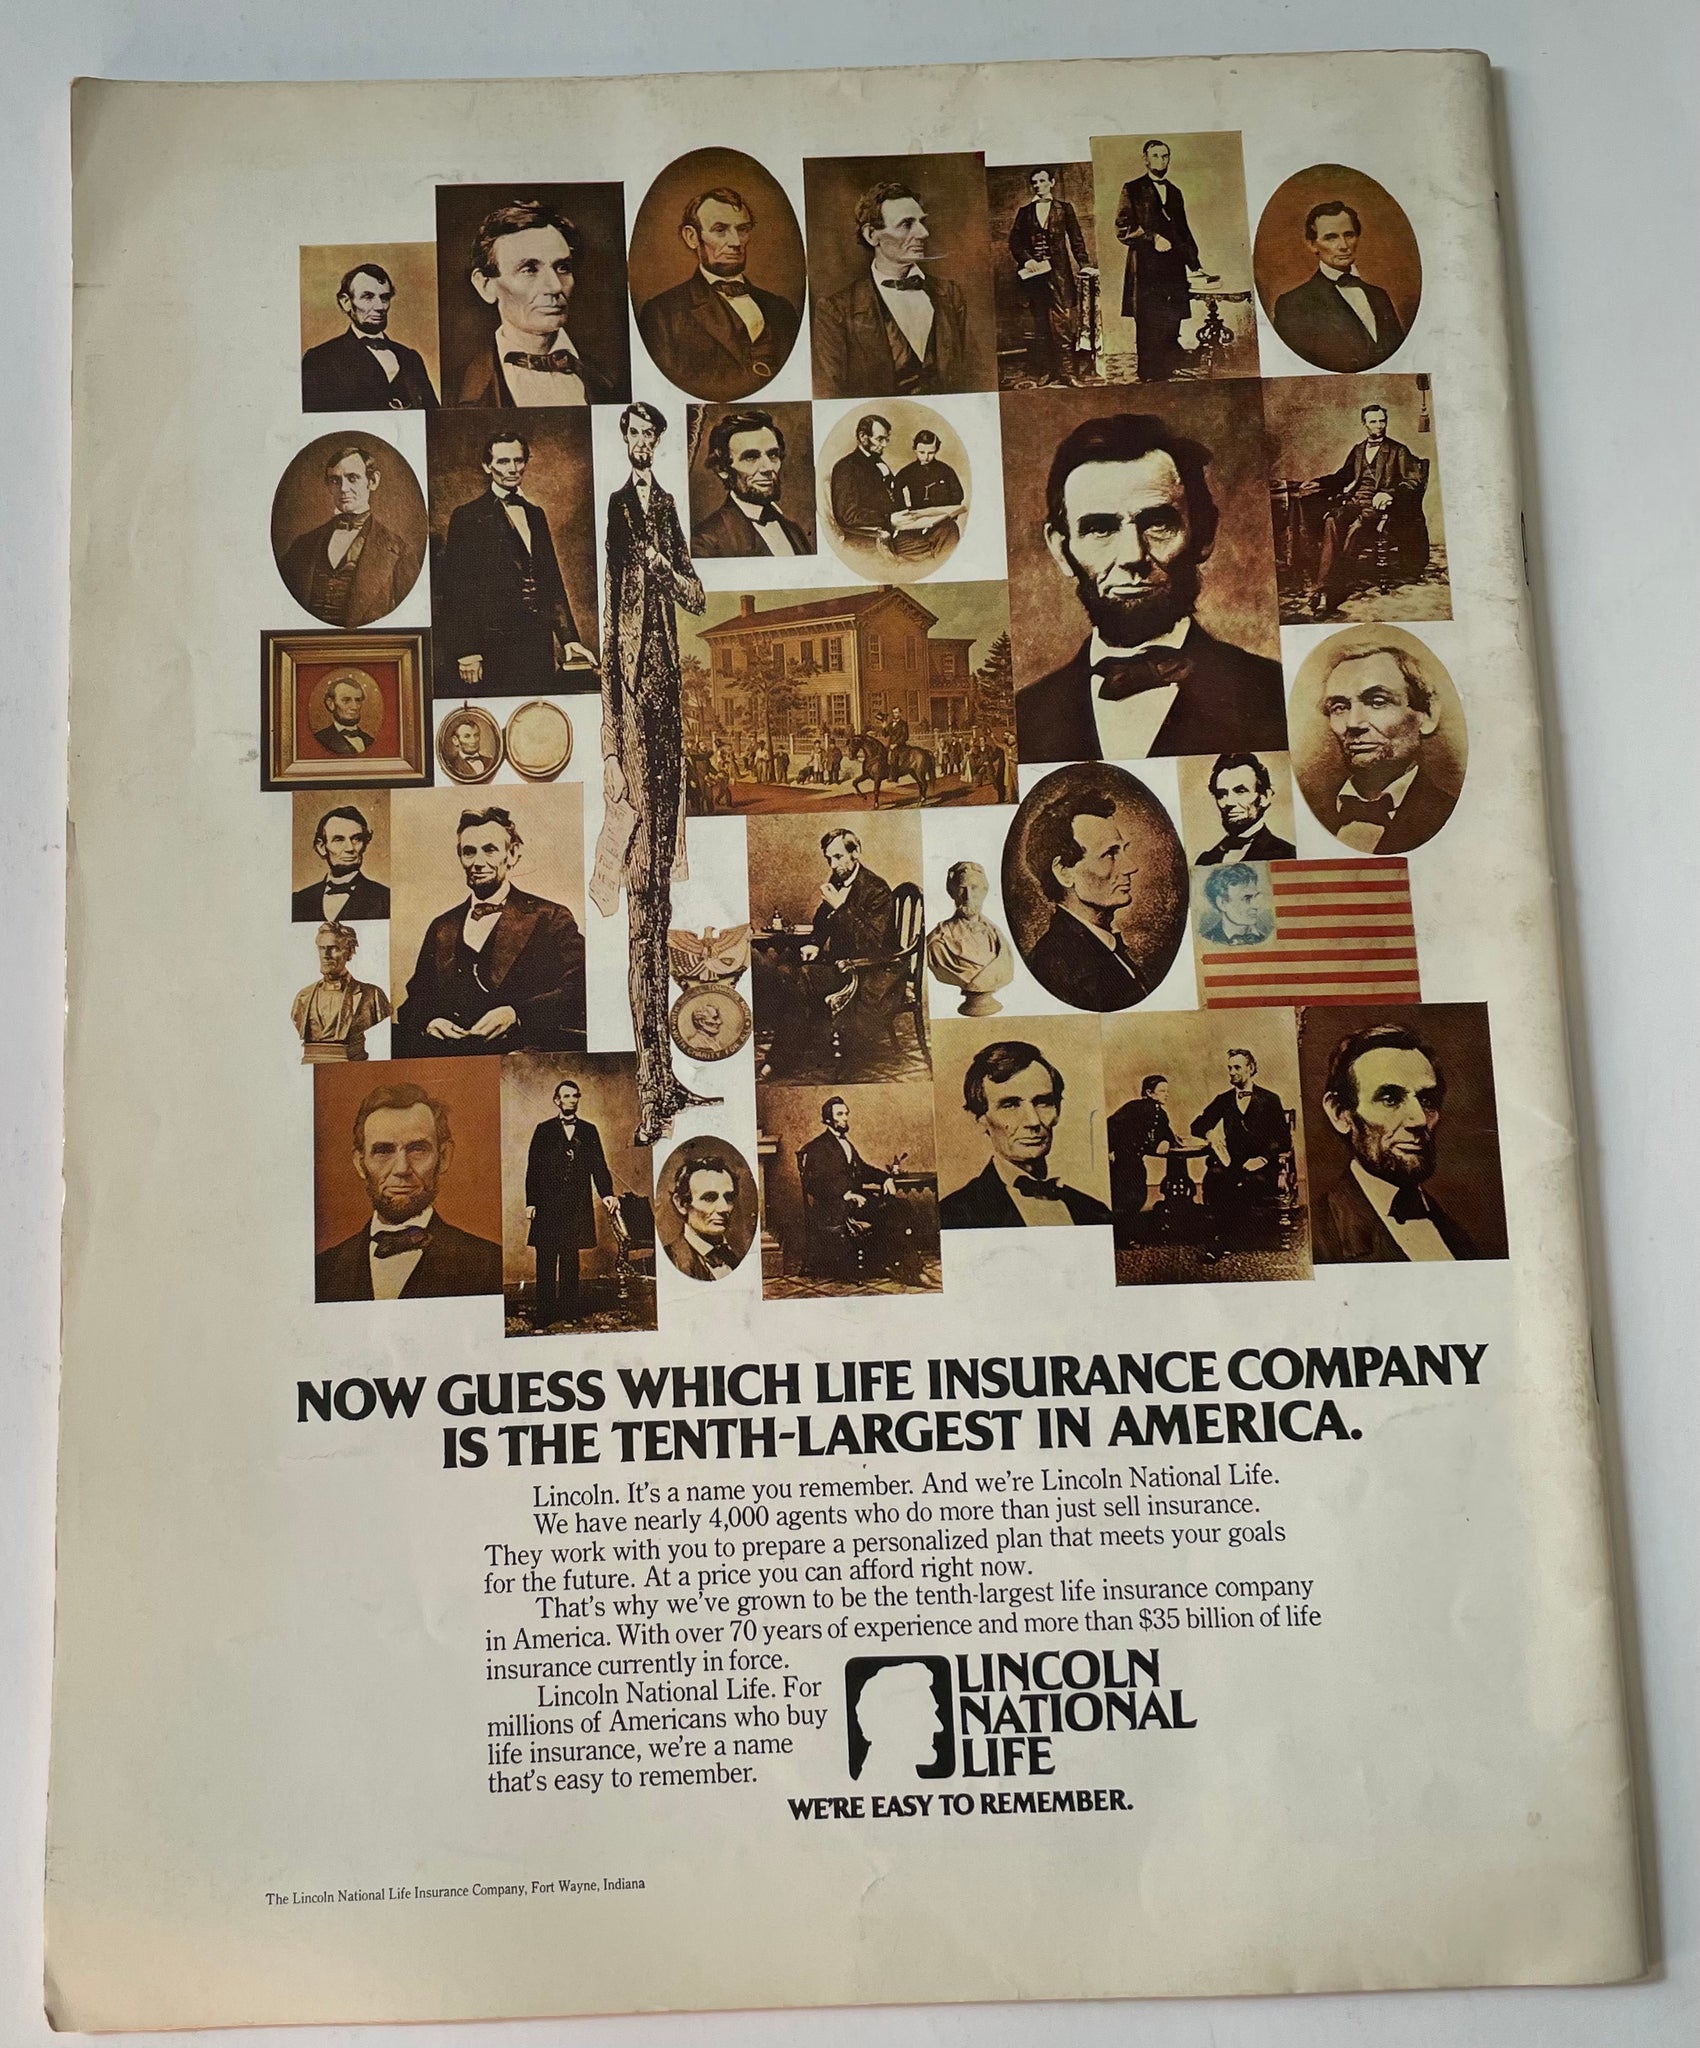 NOW GUESS WHICH LIFE INSURANCE COMPANY
IS THE TENTH-LARGEST IN AMERICA.
Lincoln. It's a name you remember. And we're Lincoln National Life.
We have nearly 4,000 agents who do more than just sell insurance.
They work with you to prepare a personalized plan that meets your goals
for the future. At a price you can afford right now.
That's why we've grown to be the tenth-largest life insurance company
in America. With over 70 years of experience and more than $35 billion of life
insurance currently in force.
Lincoln National Life. For
millions of Americans who buy
life insurance, we're a name
that's easy to remember.
LINCOLN
NATIONAL
LIFE
WE'RE EASY TO REMEMBER.
The Lincoln National Life Insurance Company, Fort Wayne, Indiana